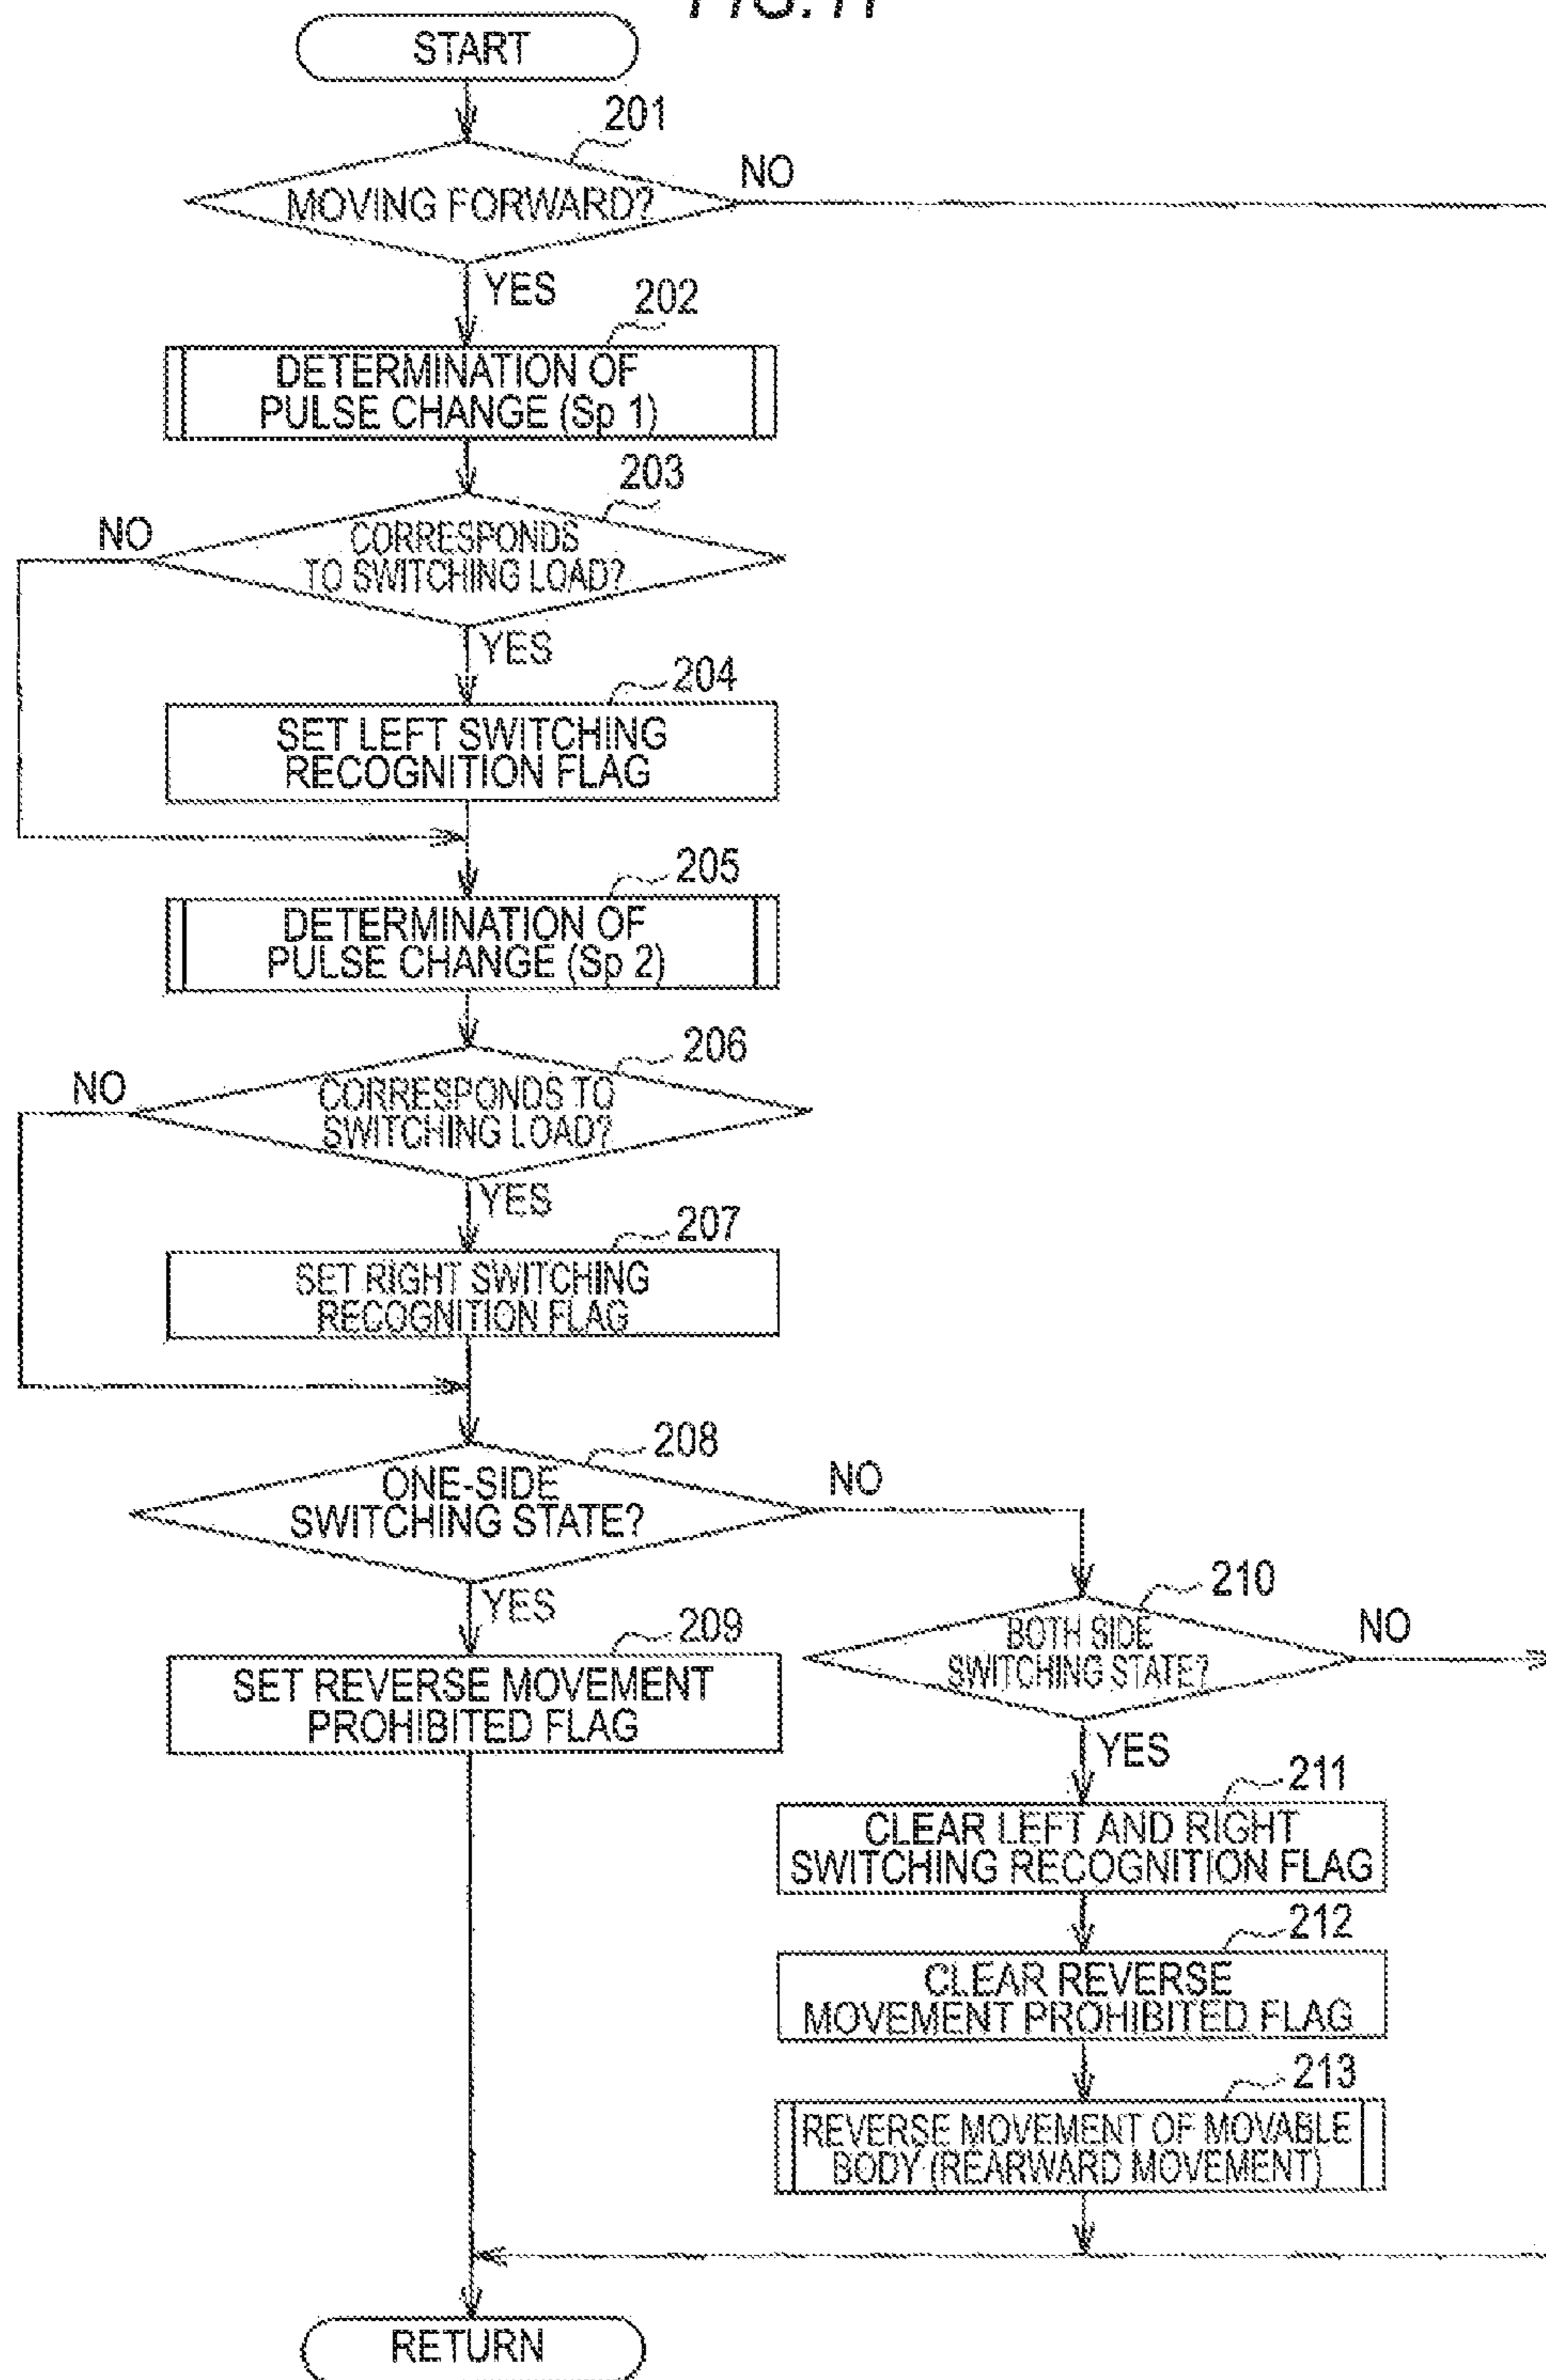 START
201
MOVING FORWARD?
NO
YES
202
DETERMINATION OF
PULSE CHANGE (Sp 1)
203
NO
CORRESPONDS
TO SWITCHING LOAD?
YES
204
SET LEFT SWITCHING
RECOGNITION FLAG
205
DETERMINATION OF
PULSE CHANGE (Sp 2)
206
NO
CORRESPONDS TO
SWITCHING LOAD?
YES
207
SET RIGHT SWITCHING
RECOGNITION FLAG
208
ONE-SIDE
SWITCHING STATE?
NO
YES
209
SET REVERSE MOVEMENT
PROHIBITED FLAG
210
BOTH SIDE
SWITCHING STATE?
NO
YES
211
CLEAR LEFT AND RIGHT
SWITCHING RECOGNITION FLAG
212
CLEAR REVERSE
MOVEMENT PROHIBITED FLAG
213
REVERSE MOVEMENT OF MOVABLE
BODY (REARWARD MOVEMENT)
RETURN